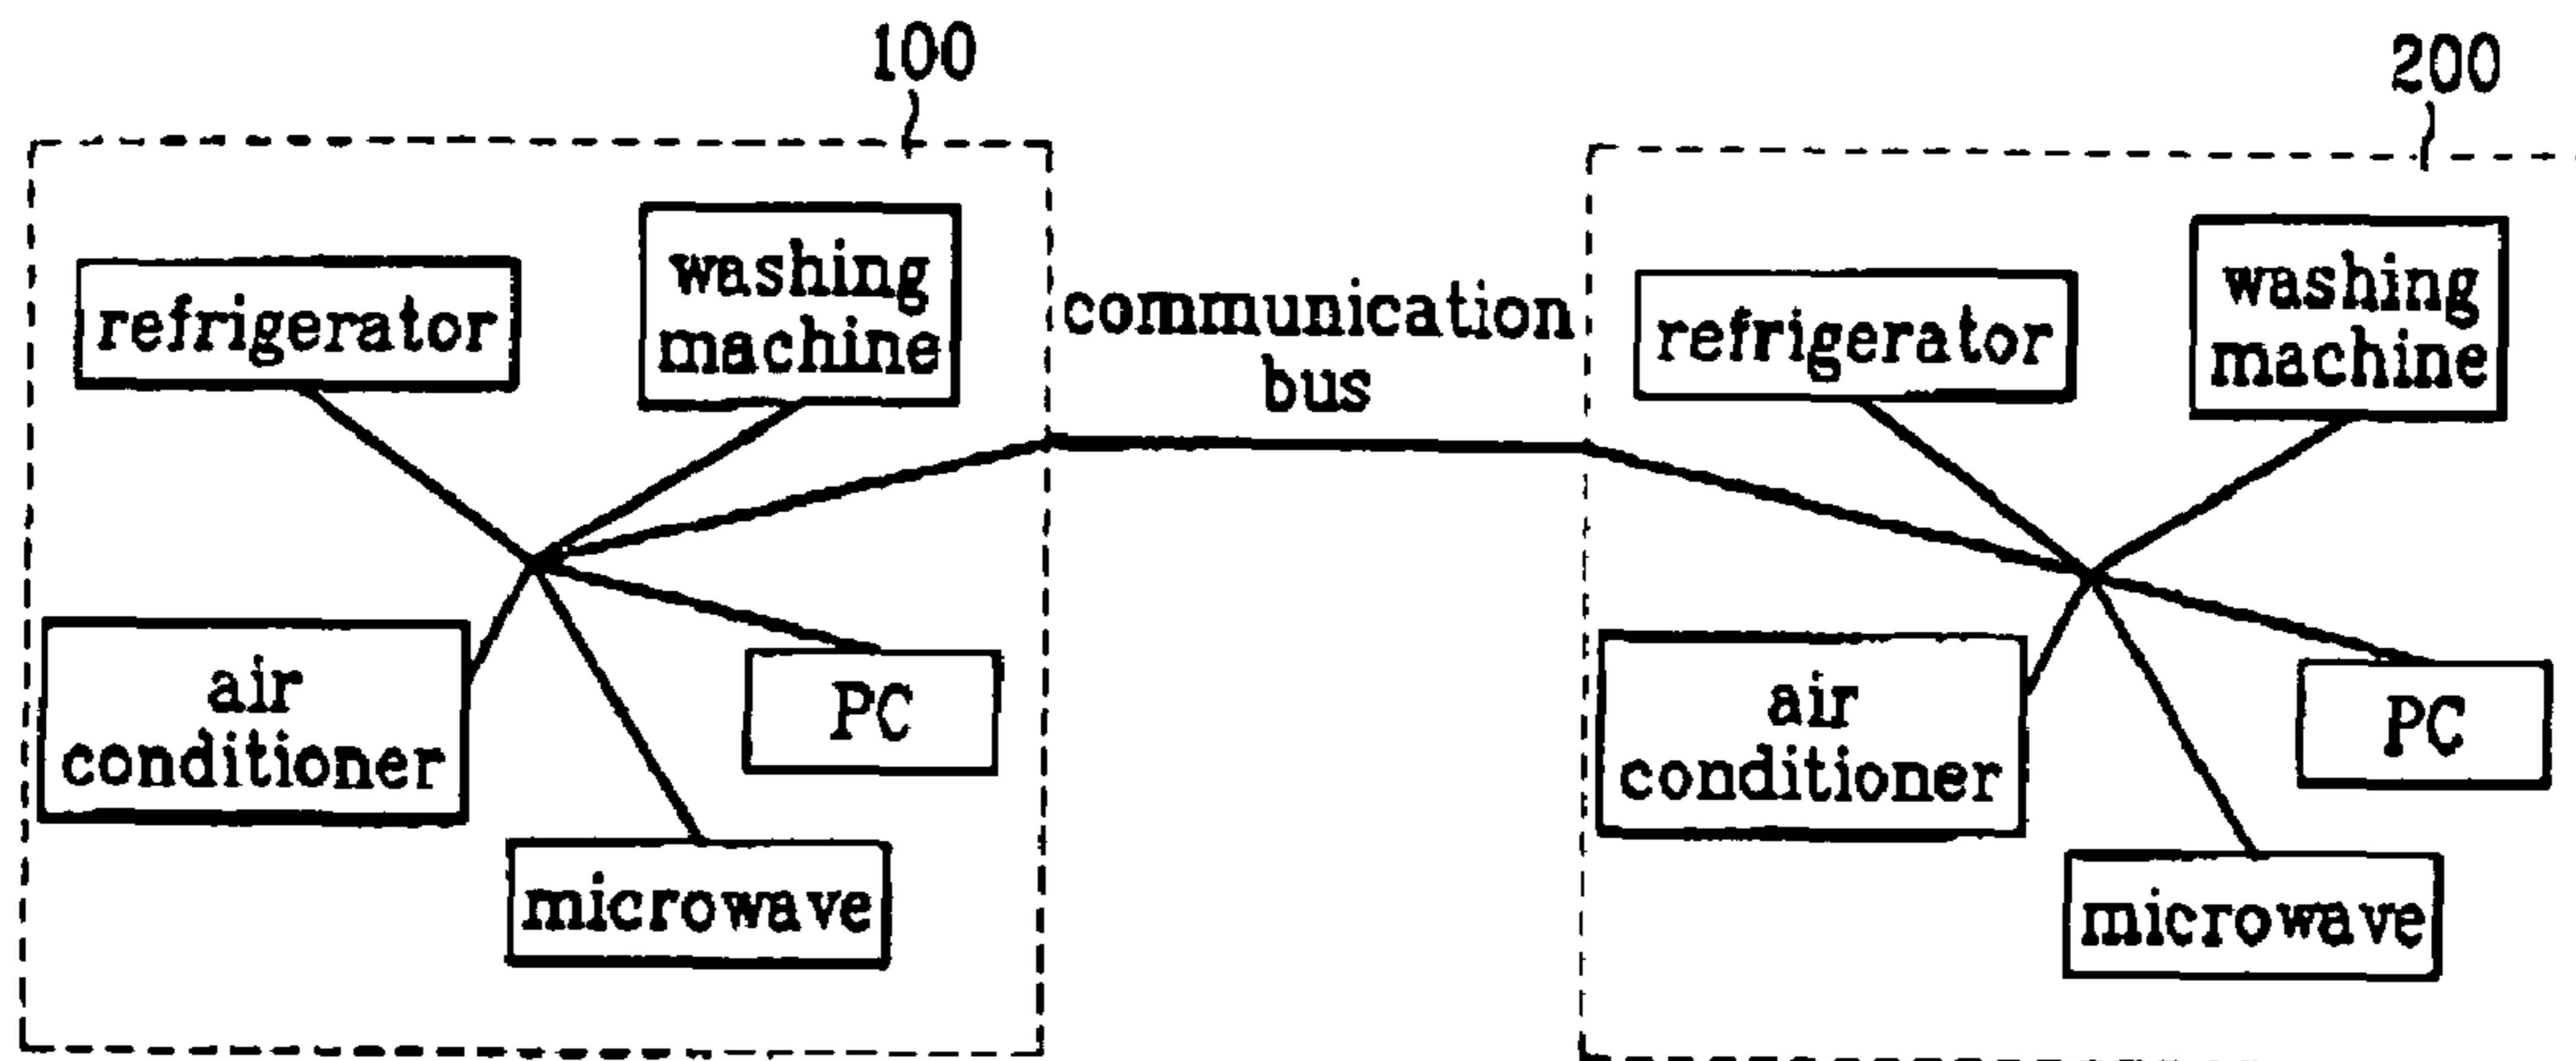 100
refrigerator
washing
machine
air
conditioner
PC
microwave
communication
bus
200
refrigerator
washing
machine
air
conditioner
PC
microwave